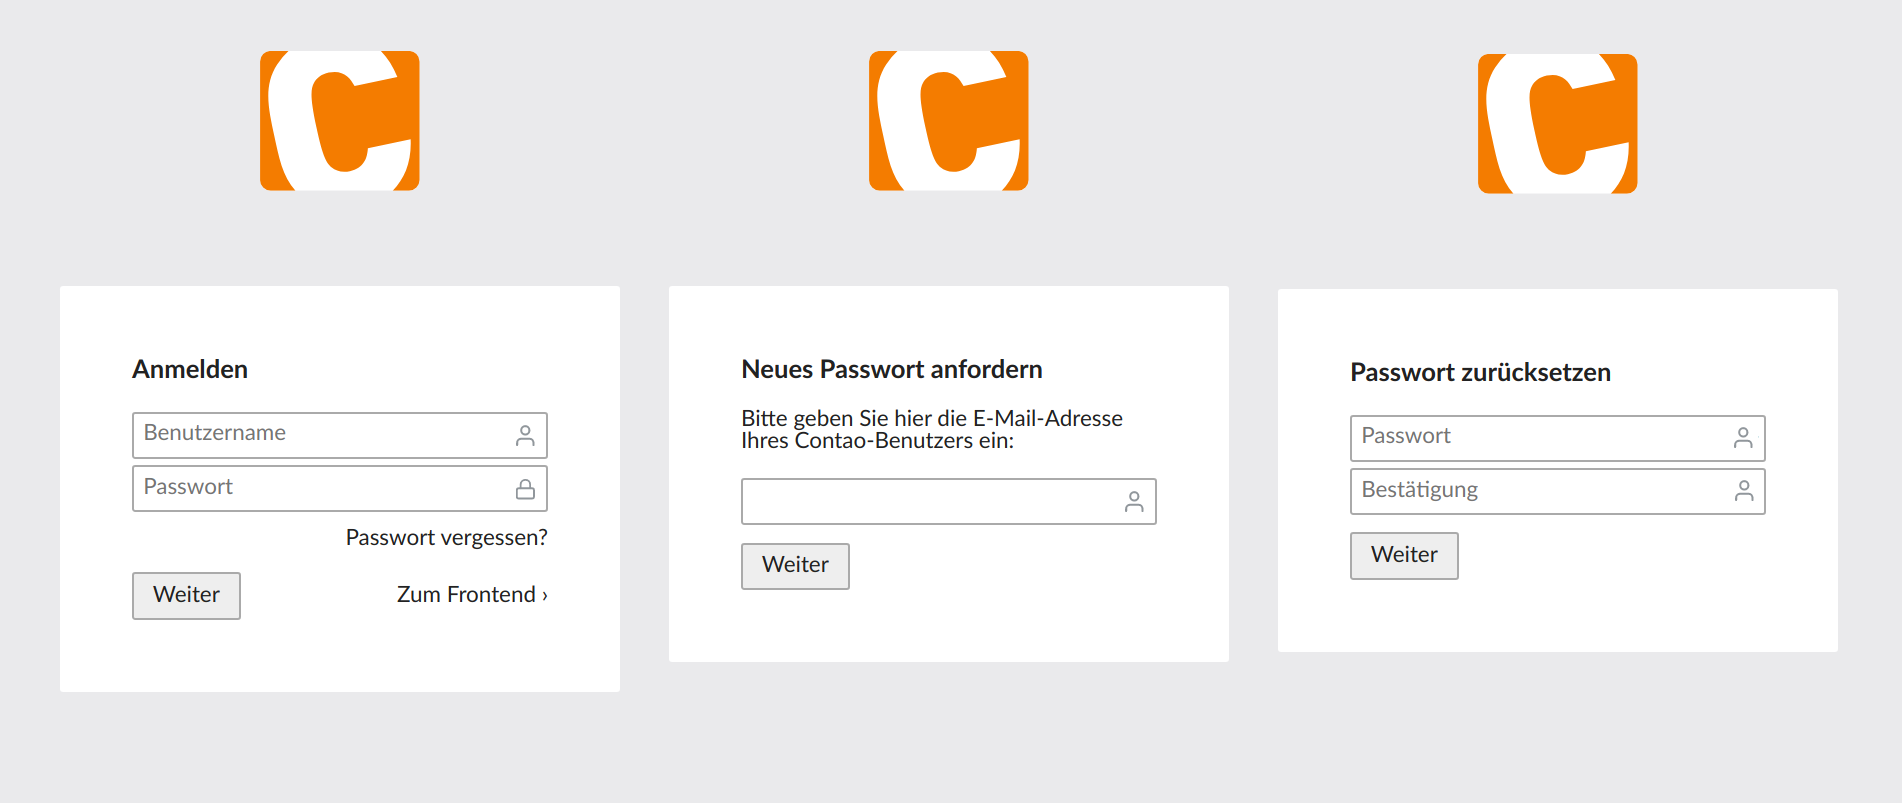 Anmelden
Benutzername
Passwort
Passwort vergessen?
Weiter
Zum Frontend ›
Neues Passwort anfordern
Bitte geben Sie hier die E-Mail-Adresse
Ihres Contao-Benutzers ein:
Weiter
Passwort zurücksetzen
Passwort
Bestätigung
Weiter